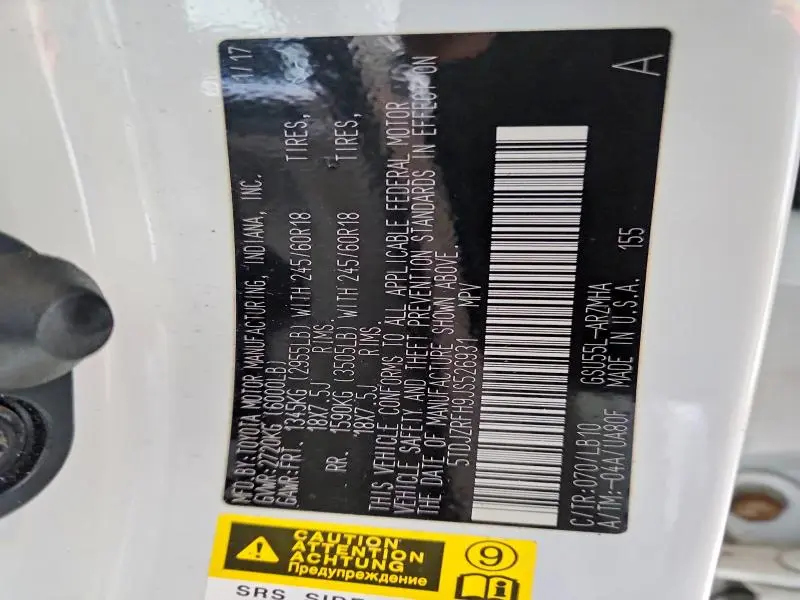 MFD.BY:TOYOTA MOTOR MANUFACTURING, INDIANA, INC. 1/17
GVWR:2720KG (6000LB)
GAWR-FRT. 1345KG (2955LB) WITH 245/60R18 TIRES,
18X7.5J RIMS.
RR. 1590KG (3505LB) WITH 245/60R18 TIRES,
18X7.5J RIMS.
THIS VEHICLE CONFORMS TO ALL APPLICABLE FEDERAL MOTOR
VEHICLE SAFETY AND THEFT PREVENTION STANDARDS IN EFFECT ON
THE DATE OF MANUFACTURE SHOWN ABOVE.
5TDJZRFH9JS526931 MPV
C/TR:070/LB10 GSU55L-ARZMHA
A/TM:-04A/UA80F MADE IN U.S.A. 155 A
CAUTION
ATTENTION
ACHTUNG
Предупреждение
9
SRS SIDE